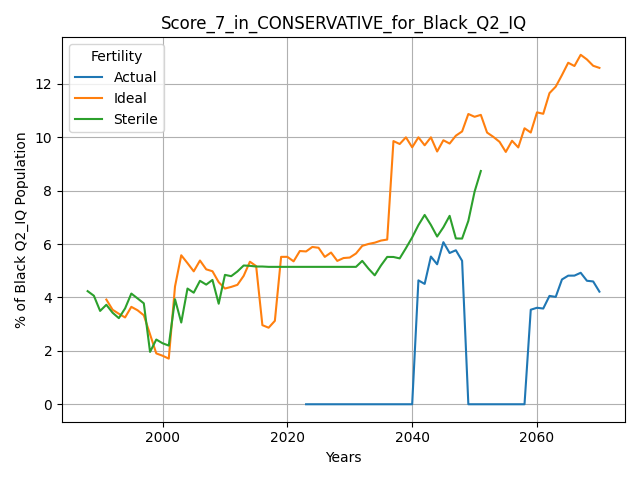 Score_7_in_CONSERVATIVE_for_Black_Q2_IQ
Fertility
Actual
Ideal
Sterile
% of Black Q2_IQ Population
12
10
8
6
4
2
0
2000
2020
2040
2060
Years